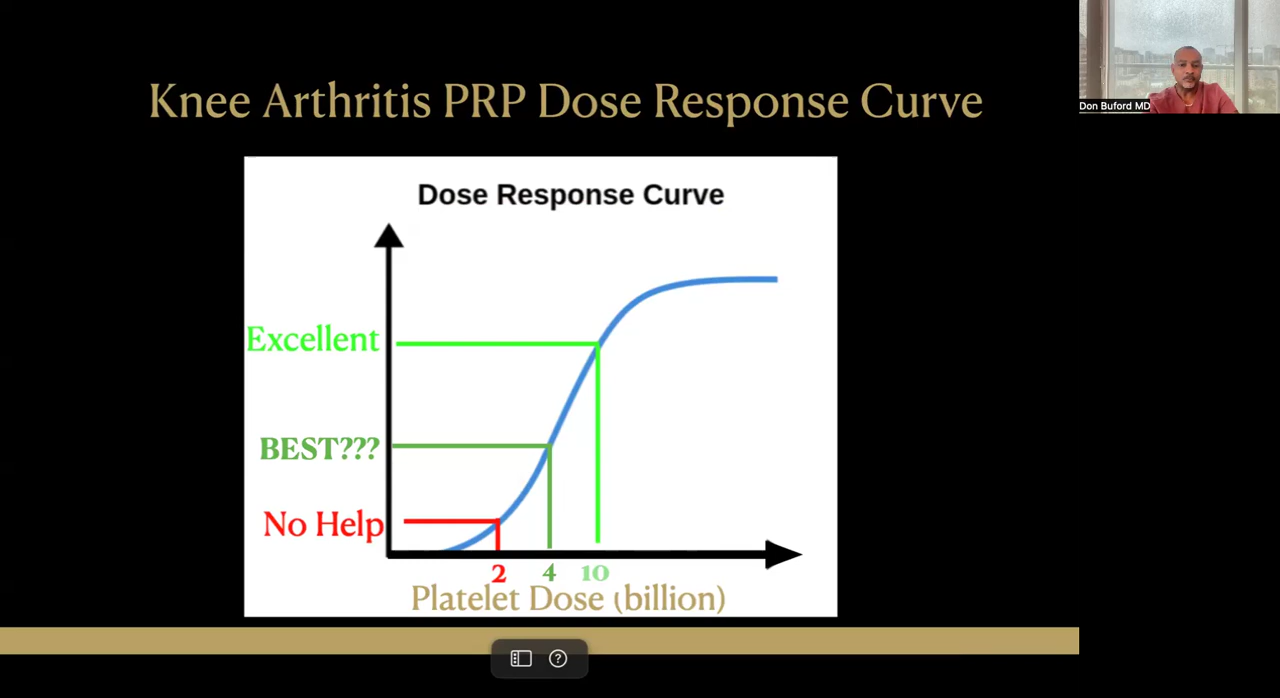 Knee Arthritis PRP Dose Response Curve
Don Buford MD
Dose Response Curve
Excellent
BEST???
No Help
2 4 10
Platelet Dose (billion)
?